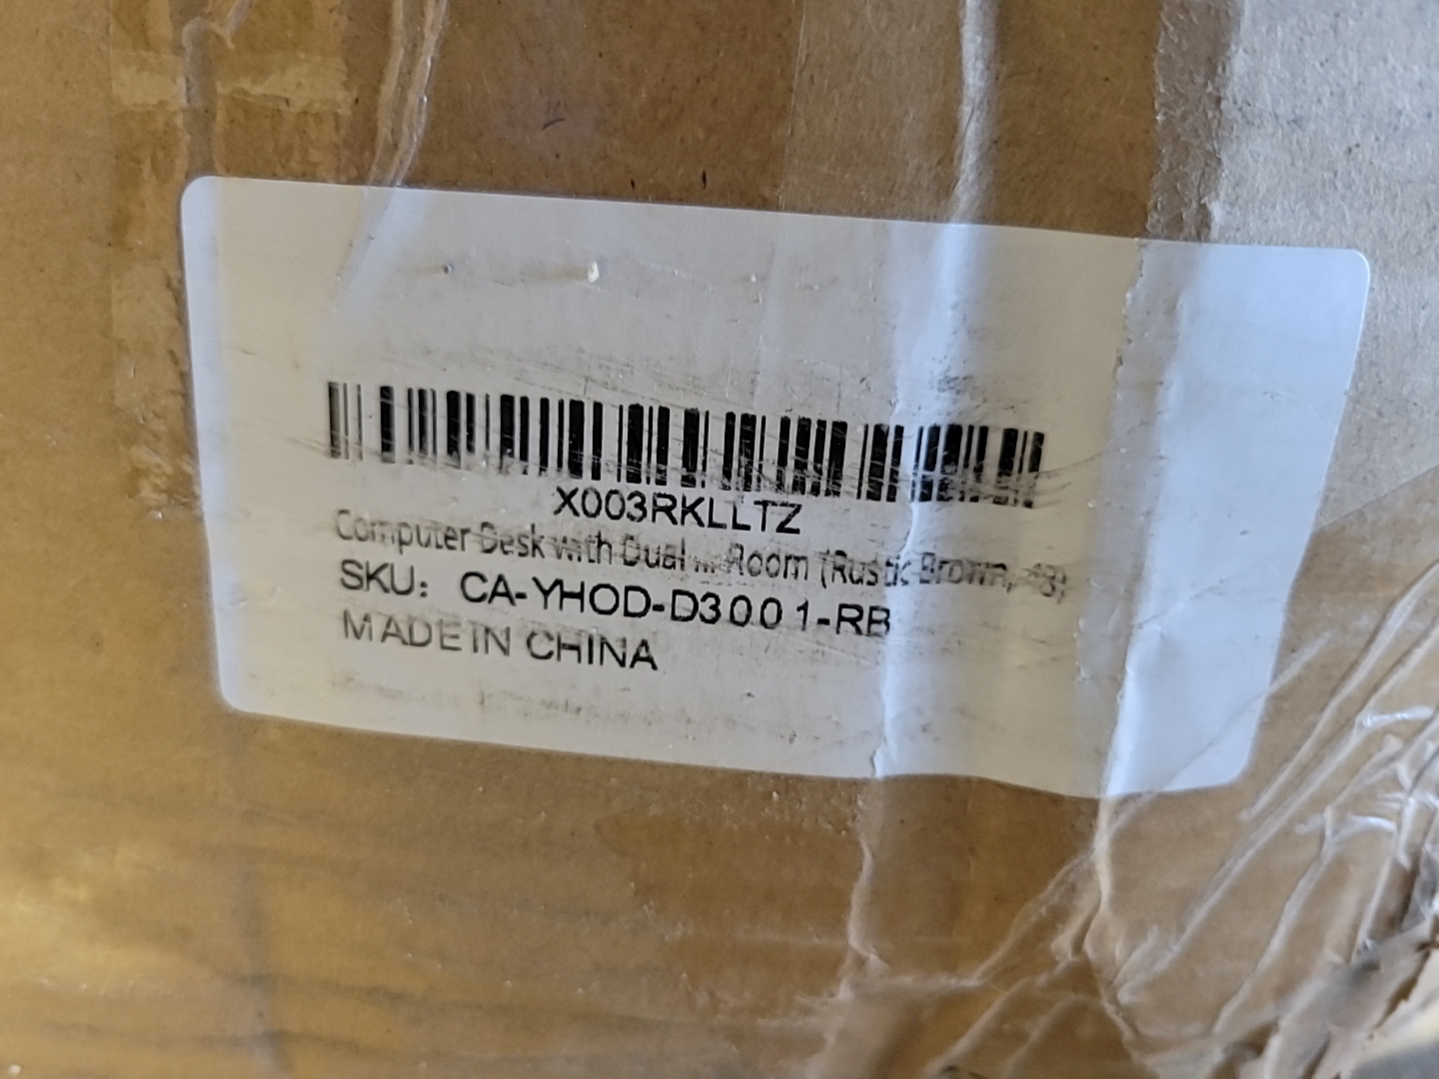 X003RKLLTZ
Computer Desk with Dual ... Room (Rustic Brown,
SKU: CA-YHOD-D3001-RB
MADE IN CHINA